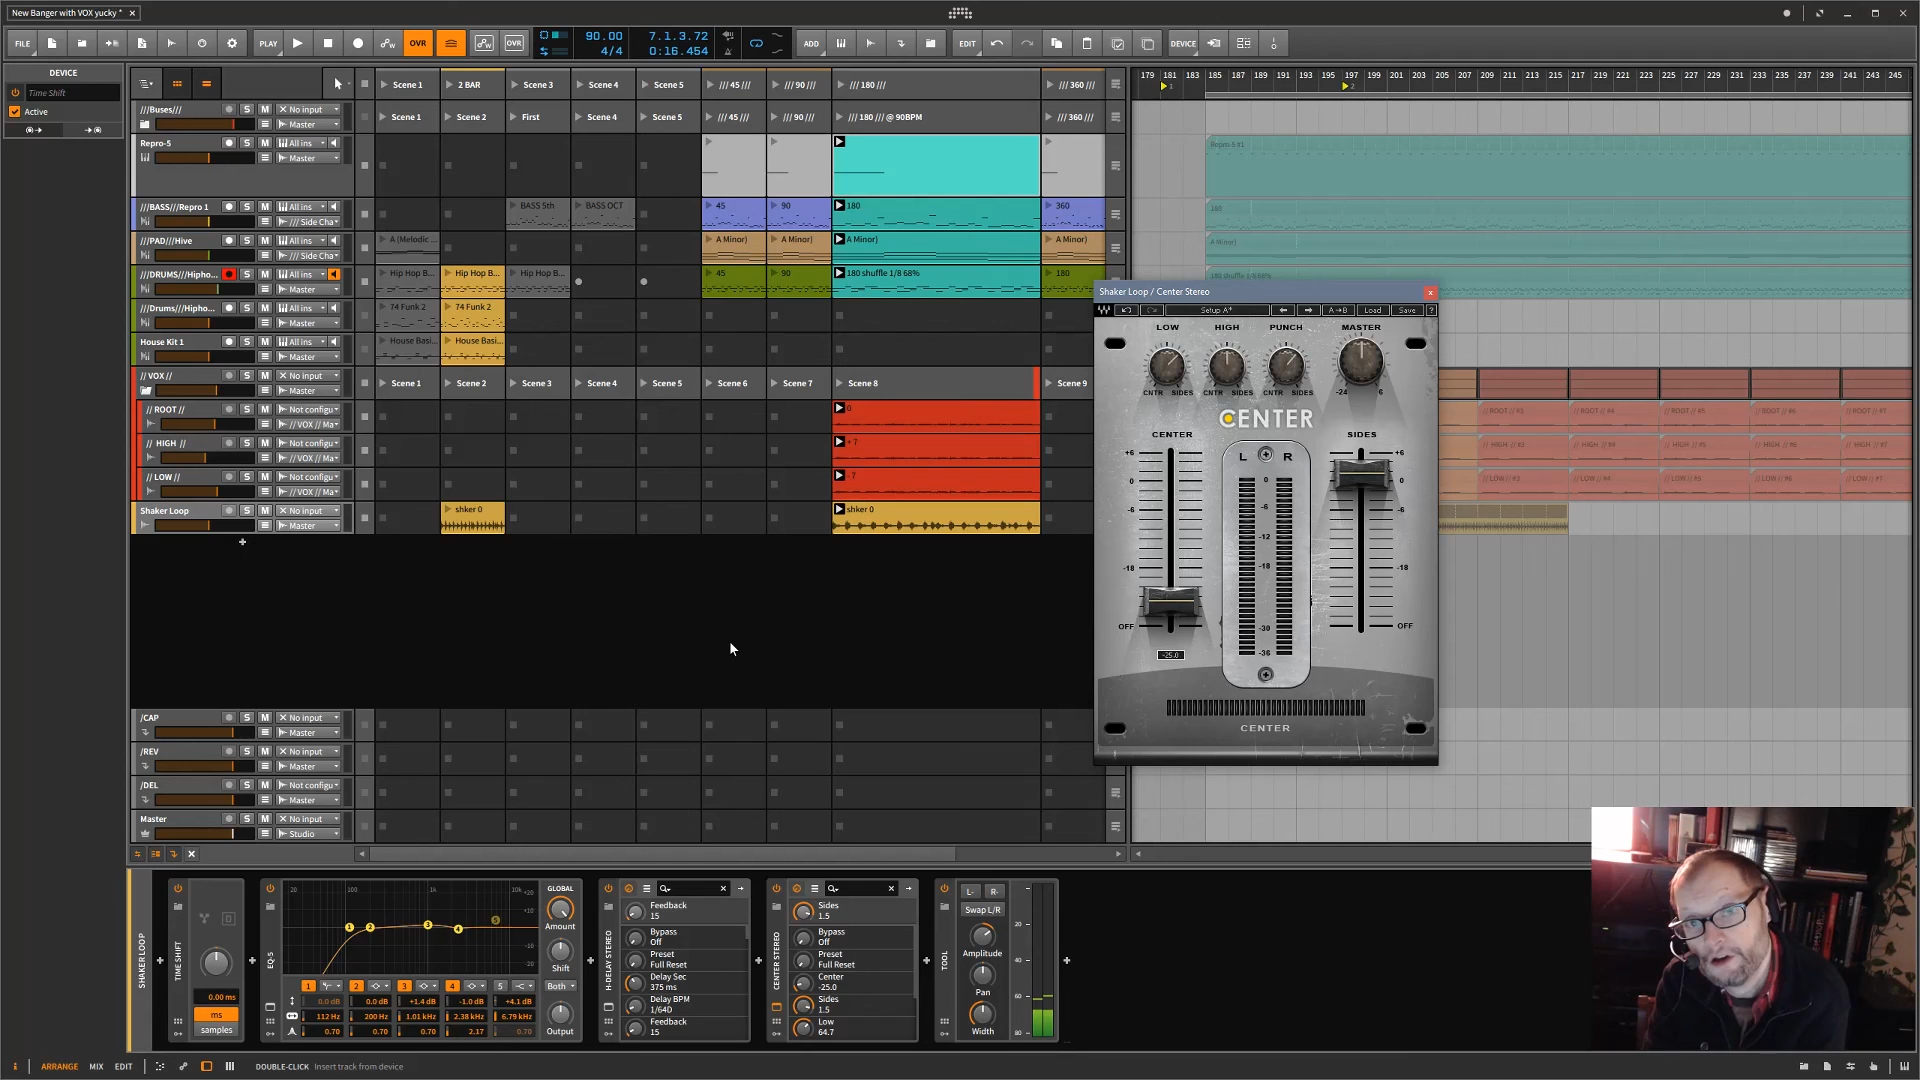 New Banger with VOX yucky *
FILE
PLAY
OVR
OVR
90.00
4/4
7.1.3.72
0:16.454
ADD
EDIT
DEVICE
DEVICE
Time Shift
Active
Scene 1
2 BAR
Scene 3
Scene 4
Scene 5
/// 45 ///
/// 90 ///
/// 180 ///
/// 360 ///
179 181 183 185 187 189 191 193 195 197 199 201 203 205 207 209 211 213 215 217 219 221 223 225 227 229 231 233 235 237 239 241 243 245
1
2
///Buses///
S M
No input
Master
Scene 1
Scene 2
First
Scene 4
Scene 5
/// 45 ///
/// 90 ///
/// 180 /// @ 90BPM
/// 360 ///
Repro-5
S M
All ins
Master
Repro-5 #1
///BASS///Repro 1
S M
All ins
/// Side Cha
BASS 5th
BASS OCT
45
90
180
360
180
///PAD///Hive
S M
All ins
/// Side Cha
A (Melodic ...
A Minor)
A Minor)
A Minor)
A Minor)
A Minor)
///DRUMS///Hipho...
S M
All ins
Master
Hip Hop B...
Hip Hop B...
Hip Hop B...
45
90
180 shuffle 1/8 68%
180
180 shuffle 1/8 68%
///Drums///Hipho...
S M
All ins
Master
74 Funk 2
74 Funk 2
House Kit 1
S M
All ins
Master
House Basi...
House Basi...
// VOX //
S M
No input
Master
Scene 1
Scene 2
Scene 3
Scene 4
Scene 5
Scene 6
Scene 7
Scene 8
Scene 9
// ROOT //
S M
Not configu
// VOX // Ma
0
// ROOT #3
// ROOT #4
// ROOT #5
// ROOT #6
// ROOT #7
// HIGH //
S M
Not configu
// VOX // Ma
+ 7
// HIGH #3
// HIGH #4
// HIGH #5
// HIGH #6
// HIGH #7
// LOW //
S M
Not configu
// VOX // Ma
- 7
// LOW #3
// LOW #4
// LOW #5
// LOW #6
// LOW #7
Shaker Loop
S M
No input
Master
shker 0
shker 0
Shaker Loop / Center Stereo
Setup A*
A→B
Load
Save
?
LOW
HIGH
PUNCH
MASTER
CNTR SIDES
CNTR SIDES
CNTR SIDES
-24 6
CENTER
CENTER
SIDES
L R
+6
0
-6
-18
OFF
-25.0
0
-6
-12
-18
-30
-36
+6
0
-6
-18
OFF
CENTER
/CAP
S M
No input
Master
/REV
S M
No input
Master
/DEL
S M
Not configu
Master
Master
S M
No input
Studio
SHAKER LOOP
TIME SHIFT
D
0.00 ms
ms
samples
EQ-5
20 100 1k 10k
+20
+10
-10
-20
1 2 3 4 5
GLOBAL
Amount
Shift
Both
Output
1 2 3 4 5
0.0 dB 0.0 dB +1.4 dB -1.0 dB +4.1 dB
112 Hz 200 Hz 1.01 kHz 2.38 kHz 6.79 kHz
0.70 0.70 0.70 2.17 0.70
H-DELAY STEREO
Feedback
15
Bypass
Off
Preset
Full Reset
Delay Sec
375 ms
Delay BPM
1/64D
Feedback
15
CENTER STEREO
Sides
1.5
Bypass
Off
Preset
Full Reset
Center
-25.0
Sides
1.5
Low
64.7
TOOL
L- R-
Swap L/R
Amplitude
Pan
Width
20
40
60
80
i
ARRANGE
MIX
EDIT
DOUBLE-CLICK
Insert track from device